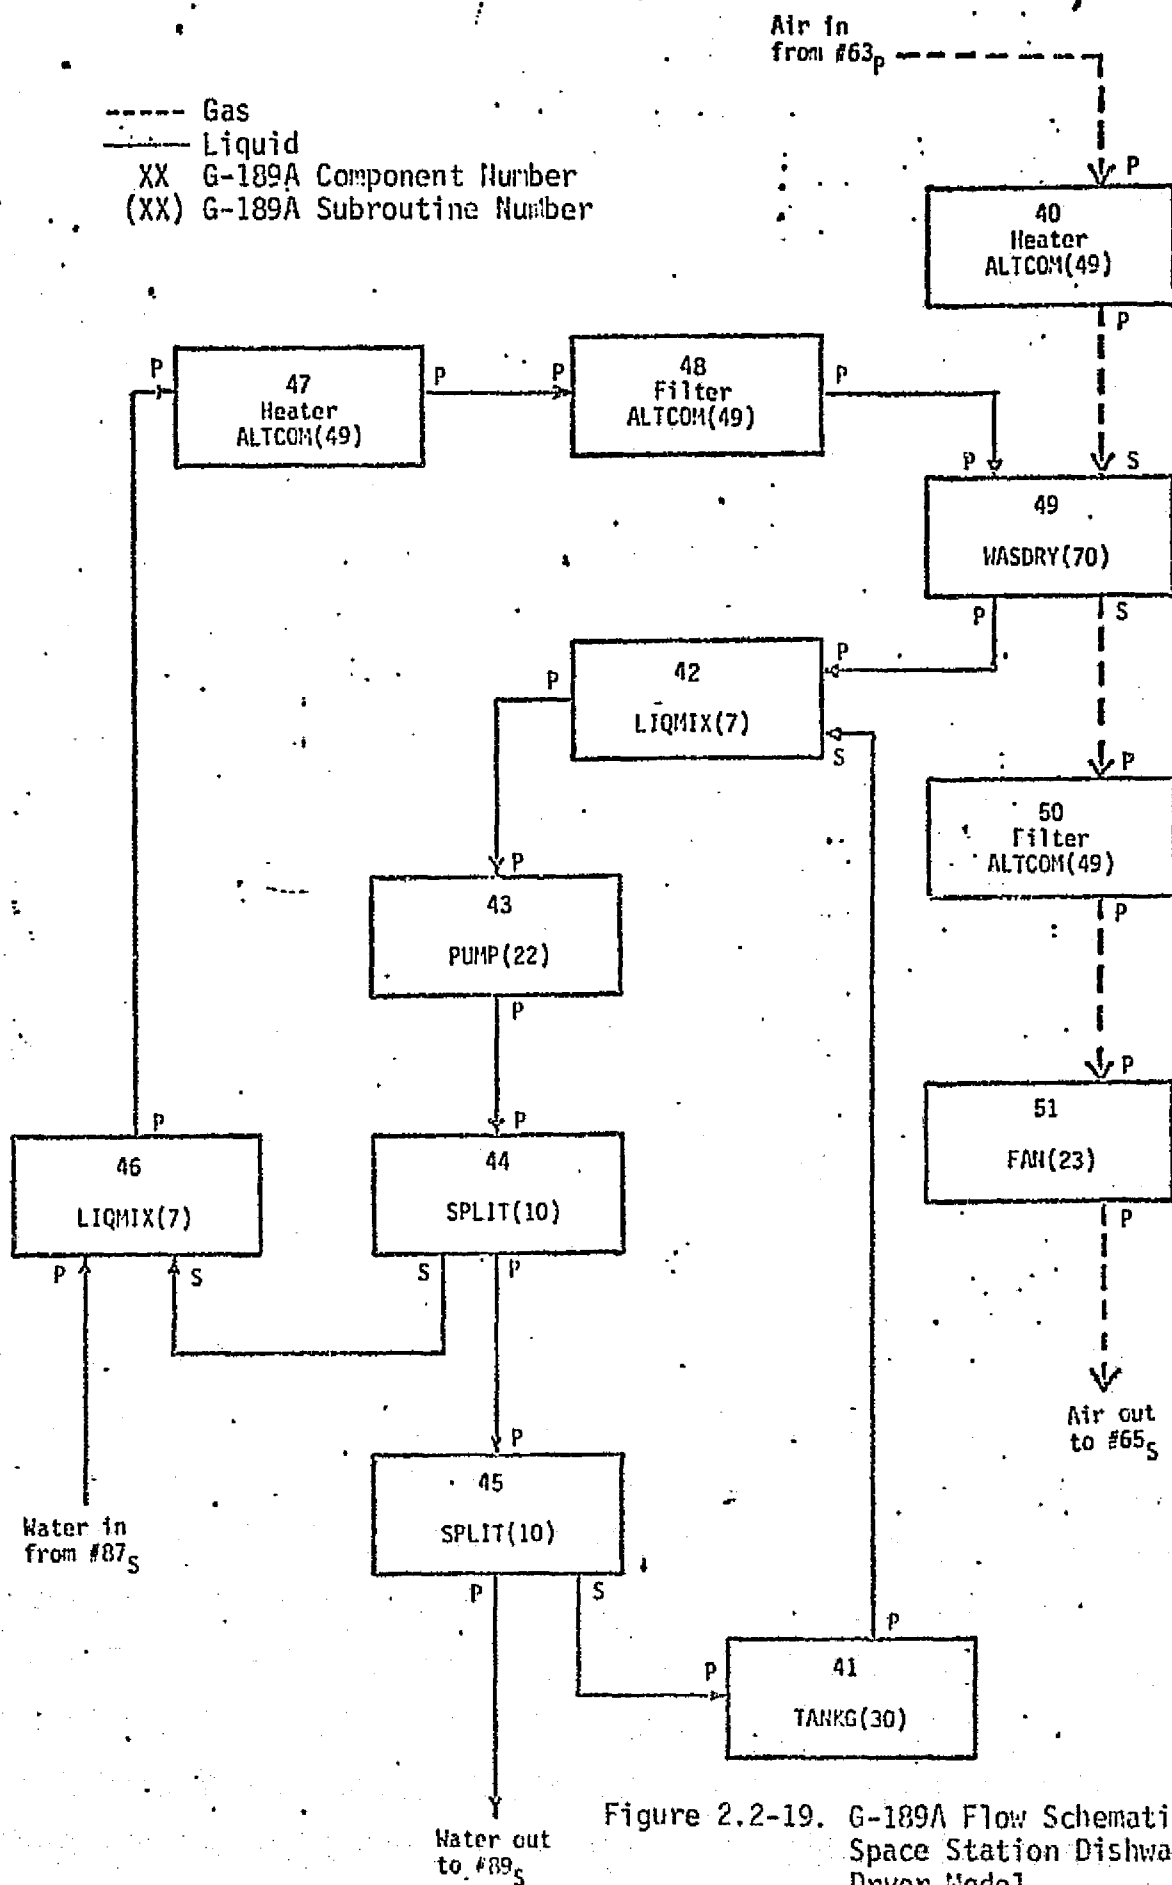 Air in
from #63P
Gas
Liquid
XX G-189A Component Number
(XX) G-189A Subroutine Number
P
40
Heater
ALTCOM(49)
P
P
47
Heater
ALTCOM(49)
P
P
48
Filter
ALTCOM(49)
P
P
S
49
WASDRY(70)
P
S
P
42
LIQMIX(7)
P
S
P
50
Filter
ALTCOM(49)
P
P
43
PUMP(22)
P
P
51
FAN(23)
P
P
46
LIQMIX(7)
P
S
P
44
SPLIT(10)
S
P
Air out
to #65S
P
45
SPLIT(10)
P
S
Water in
from #87S
P
P
41
TANKG(30)
Water out
to #89S
Figure 2.2-19. G-189A Flow Schemati
Space Station Dishwa
Dryer Model